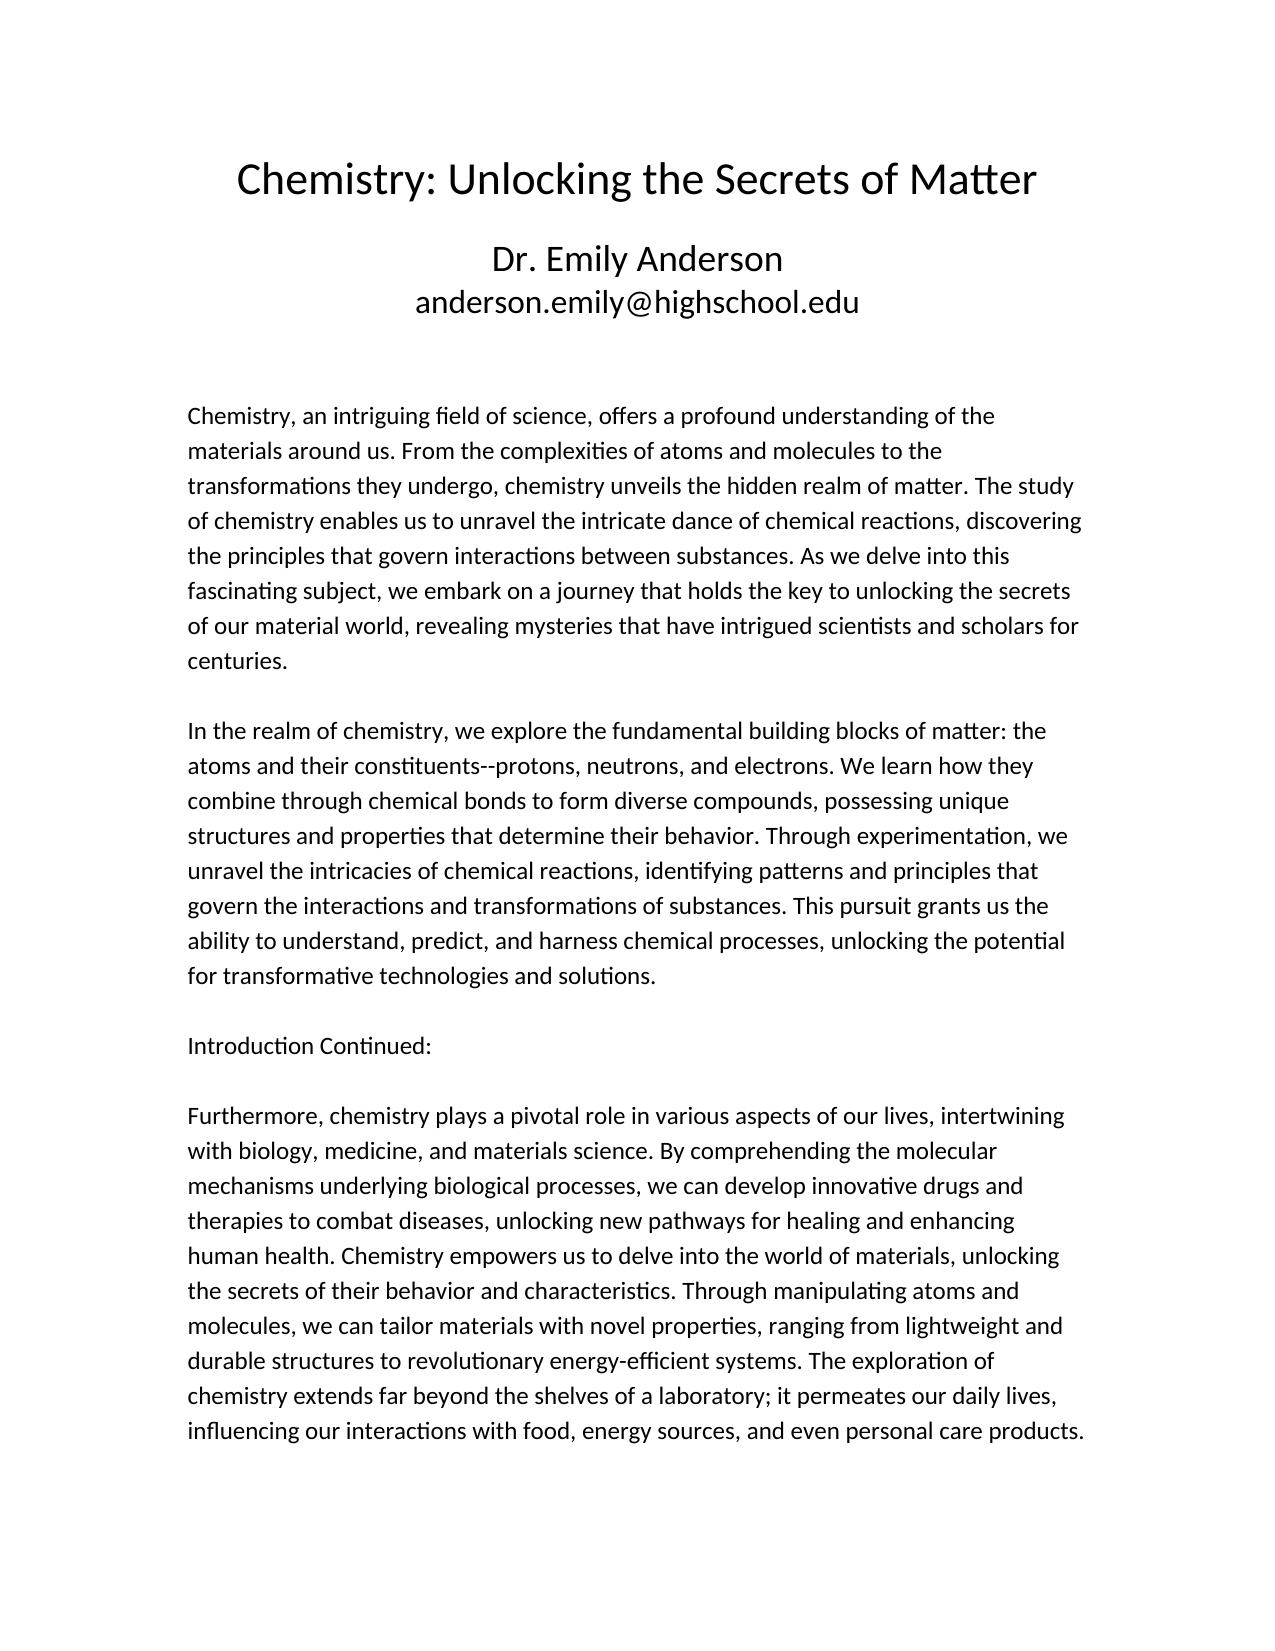 Chemistry: Unlocking the Secrets of Matter
Dr. Emily Anderson
anderson.emily@highschool.edu
Chemistry, an intriguing field of science, offers a profound understanding of the
materials around us. From the complexities of atoms and molecules to the
transformations they undergo, chemistry unveils the hidden realm of matter. The study
of chemistry enables us to unravel the intricate dance of chemical reactions, discovering
the principles that govern interactions between substances. As we delve into this
fascinating subject, we embark on a journey that holds the key to unlocking the secrets
of our material world, revealing mysteries that have intrigued scientists and scholars for
centuries.
In the realm of chemistry, we explore the fundamental building blocks of matter: the
atoms and their constituents--protons, neutrons, and electrons. We learn how they
combine through chemical bonds to form diverse compounds, possessing unique
structures and properties that determine their behavior. Through experimentation, we
unravel the intricacies of chemical reactions, identifying patterns and principles that
govern the interactions and transformations of substances. This pursuit grants us the
ability to understand, predict, and harness chemical processes, unlocking the potential
for transformative technologies and solutions.
Introduction Continued:
Furthermore, chemistry plays a pivotal role in various aspects of our lives, intertwining
with biology, medicine, and materials science. By comprehending the molecular
mechanisms underlying biological processes, we can develop innovative drugs and
therapies to combat diseases, unlocking new pathways for healing and enhancing
human health. Chemistry empowers us to delve into the world of materials, unlocking
the secrets of their behavior and characteristics. Through manipulating atoms and
molecules, we can tailor materials with novel properties, ranging from lightweight and
durable structures to revolutionary energy-efficient systems. The exploration of
chemistry extends far beyond the shelves of a laboratory; it permeates our daily lives,
influencing our interactions with food, energy sources, and even personal care products.